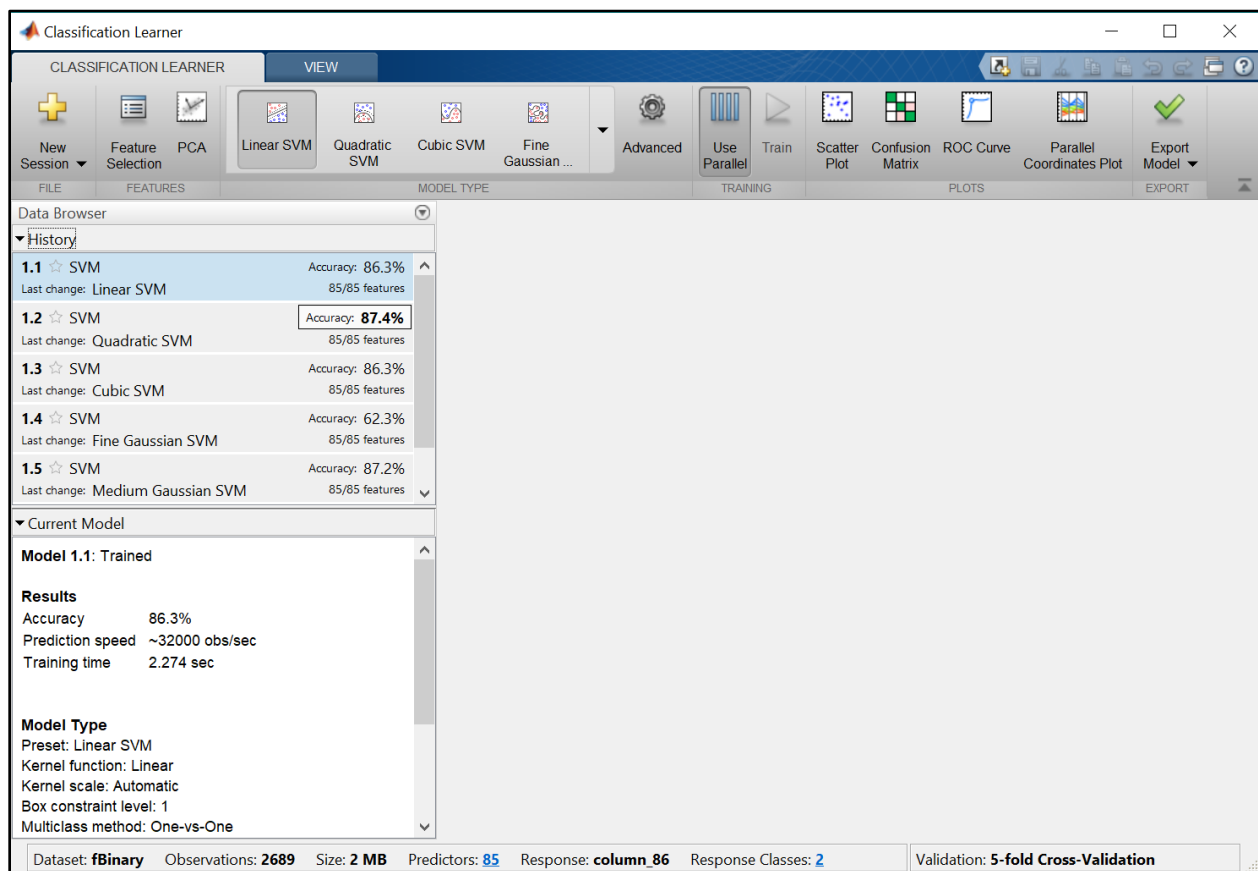 Classification Learner
CLASSIFICATION LEARNER VIEW
New Session
Feature Selection
PCA
Linear SVM
Quadratic SVM
Cubic SVM
Fine Gaussian ...
Advanced
Use Parallel
Train
Scatter Plot
Confusion Matrix
ROC Curve
Parallel Coordinates Plot
Export Model
FILE FEATURES MODEL TYPE TRAINING PLOTS EXPORT
Data Browser
History
1.1 SVM Accuracy: 86.3%
Last change: Linear SVM 85/85 features
1.2 SVM Accuracy: 87.4%
Last change: Quadratic SVM 85/85 features
1.3 SVM Accuracy: 86.3%
Last change: Cubic SVM 85/85 features
1.4 SVM Accuracy: 62.3%
Last change: Fine Gaussian SVM 85/85 features
1.5 SVM Accuracy: 87.2%
Last change: Medium Gaussian SVM 85/85 features
Current Model
Model 1.1: Trained
Results
Accuracy 86.3%
Prediction speed ~32000 obs/sec
Training time 2.274 sec
Model Type
Preset: Linear SVM
Kernel function: Linear
Kernel scale: Automatic
Box constraint level: 1
Multiclass method: One-vs-One
Dataset: fBinary Observations: 2689 Size: 2 MB Predictors: 85 Response: column_86 Response Classes: 2 Validation: 5-fold Cross-Validation